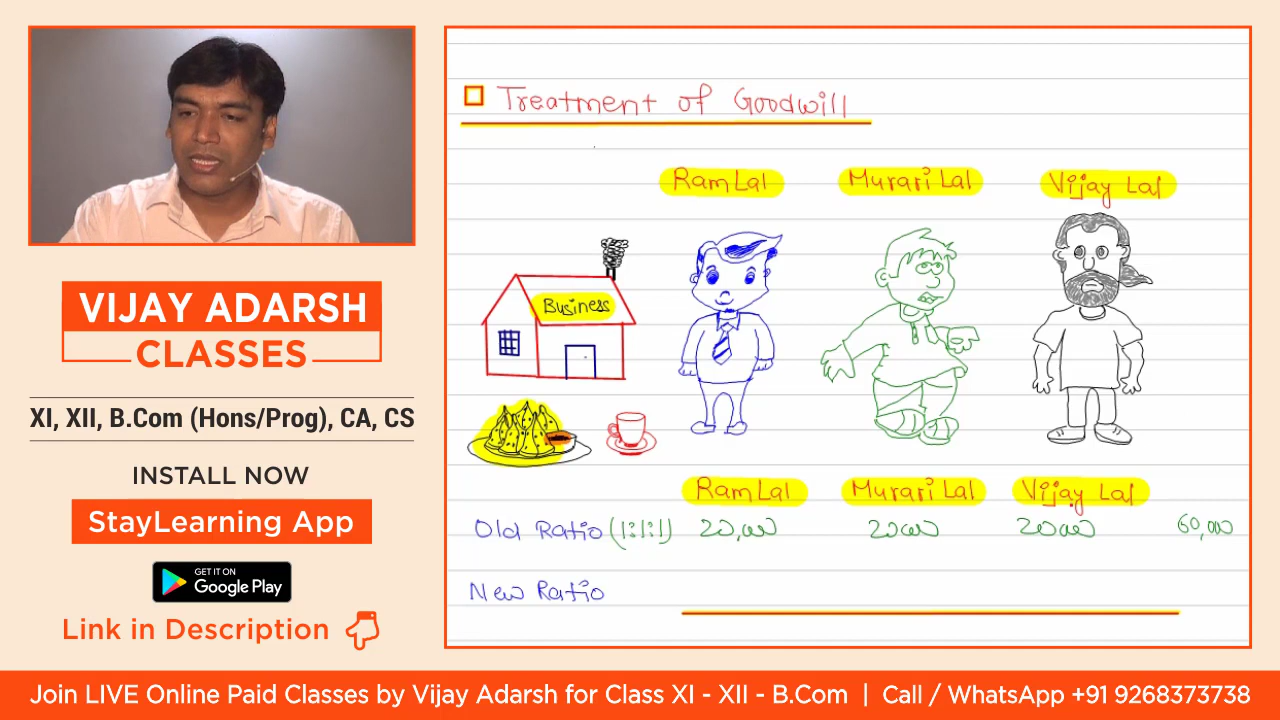 VIJAY ADARSH
CLASSES
XI, XII, B.Com (Hons/Prog), CA, CS
INSTALL NOW
StayLearning App
GET IT ON
Google Play
Link in Description
Treatment of Goodwill
Ram Lal Murari Lal Vijay Lal
Business
Ram Lal Murari Lal Vijay Lal
Old Ratio (1:1:1) 20,000 20000 20000 60,000
New Ratio
Join LIVE Online Paid Classes by Vijay Adarsh for Class XI - XII - B.Com | Call / WhatsApp +91 9268373738